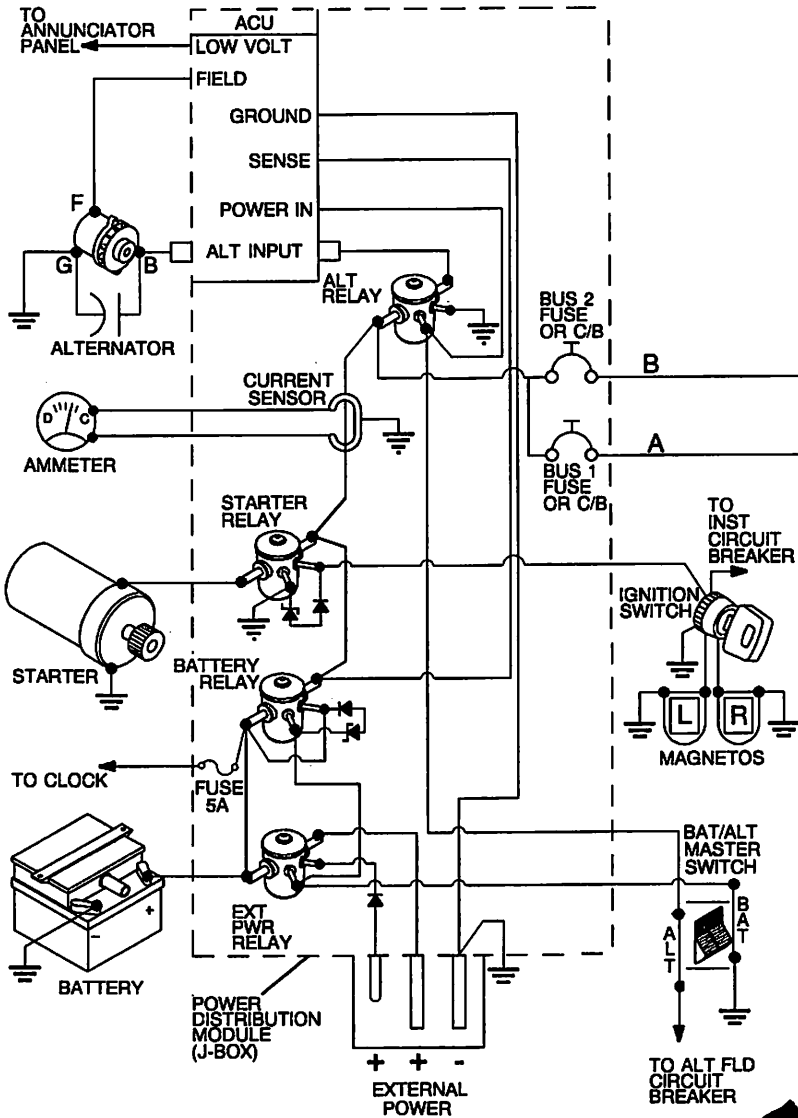 TO
ANNUNCIATOR
PANEL
ACU
LOW VOLT
FIELD
GROUND
SENSE
POWER IN
ALT INPUT
F
G
B
ALTERNATOR
ALT
RELAY
BUS 2
FUSE
OR C/B
B
CURRENT
SENSOR
D
C
AMMETER
A
BUS 1
FUSE
OR C/B
STARTER
RELAY
TO
INST
CIRCUIT
BREAKER
IGNITION
SWITCH
STARTER
BATTERY
RELAY
L
R
MAGNETOS
TO CLOCK
FUSE
5A
BAT/ALT
MASTER
SWITCH
BAT
ALT
+
-
BATTERY
EXT
PWR
RELAY
POWER
DISTRIBUTION
MODULE
(J-BOX)
+ + -
EXTERNAL
POWER
TO ALT FLD
CIRCUIT
BREAKER